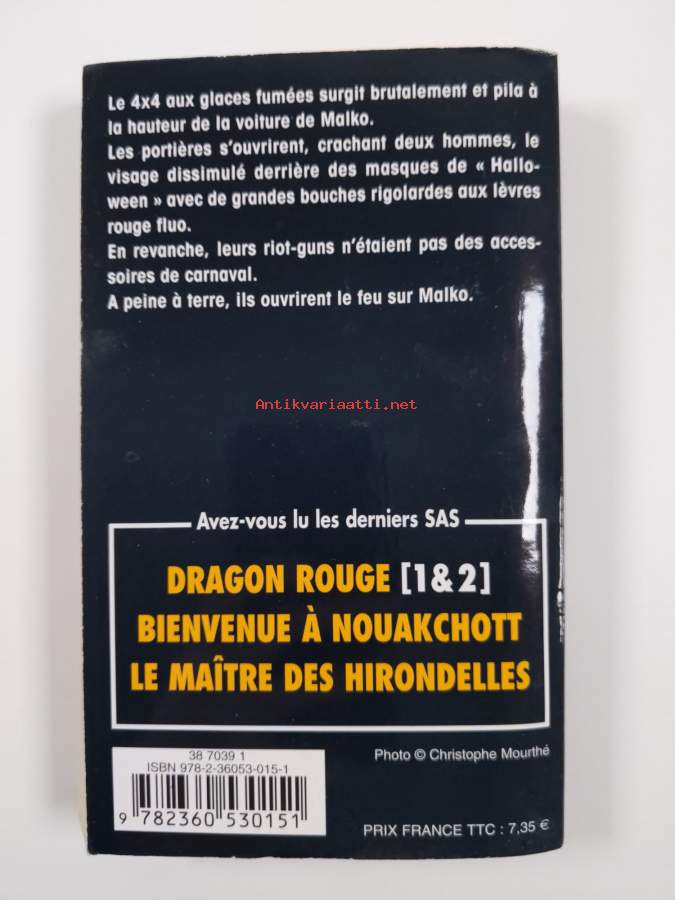 Le 4x4 aux glaces fumées surgit brutalement et pila à
la hauteur de la voiture de Malko.
Les portières s'ouvrirent, crachant deux hommes, le
visage dissimulé derrière des masques de « Hallo-
ween » avec de grandes bouches rigolardes aux lèvres
rouge fluo.
En revanche, leurs riot-guns n'étaient pas des acces-
soires de carnaval.
A peine à terre, ils ouvrirent le feu sur Malko.
Antikvariaatti.net
Avez-vous lu les derniers SAS
DRAGON ROUGE [1&2]
BIENVENUE À NOUAKCHOTT
LE MAÎTRE DES HIRONDELLES
38 7039 1
ISBN 978-2-36053-015-1
9 782360 530151
Photo © Christophe Mourthé
PRIX FRANCE TTC : 7,35 €